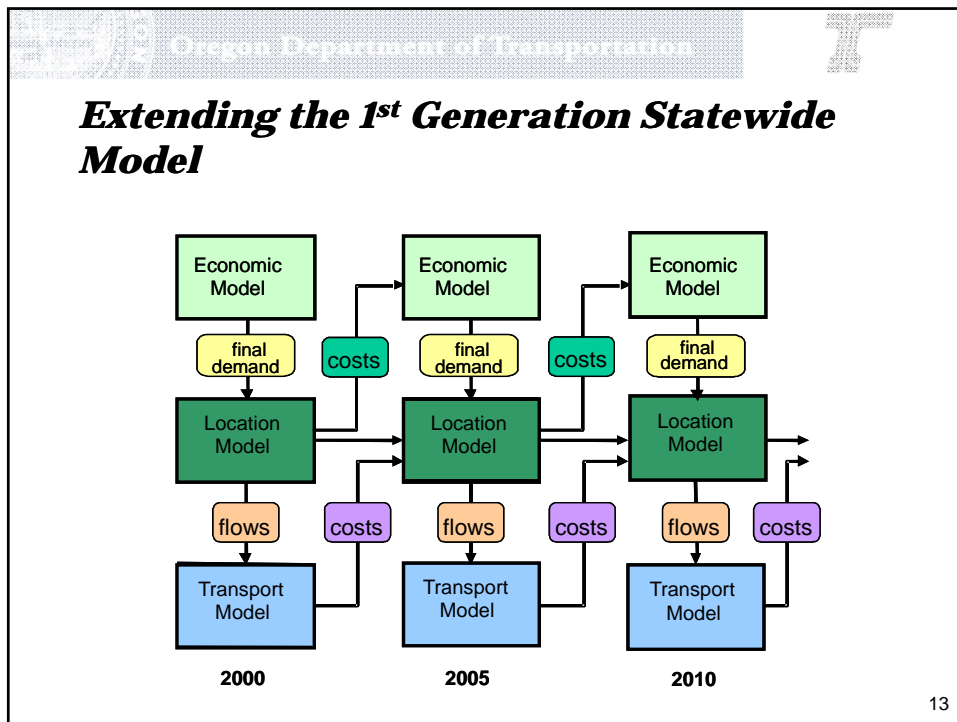 Oregon Department of Transportation
Extending the 1st Generation Statewide
Model
Economic
Model
Economic
Model
Economic
Model
final
demand
costs
final
demand
costs
final
demand
Location
Model
Location
Model
Location
Model
flows
costs
flows
costs
flows
costs
Transport
Model
Transport
Model
Transport
Model
2000
2005
2010
13